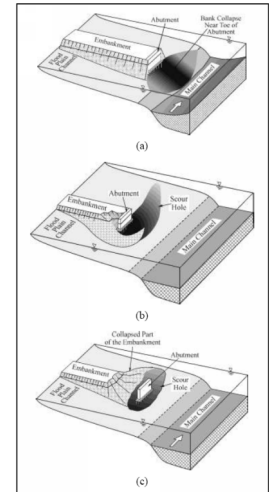 Abutment
Bank Collapse
Near Toe of
Abutment
Embankment
Flood Plain
Channel
Main Channel
(a)
Abutment
Embankment
Scour
Hole
Flood
Plain
Channel
Main Channel
(b)
Collapsed Part
of the Embankment
Abutment
Embankment
Scour
Hole
Flood
Plain
Channel
Main Channel
(c)